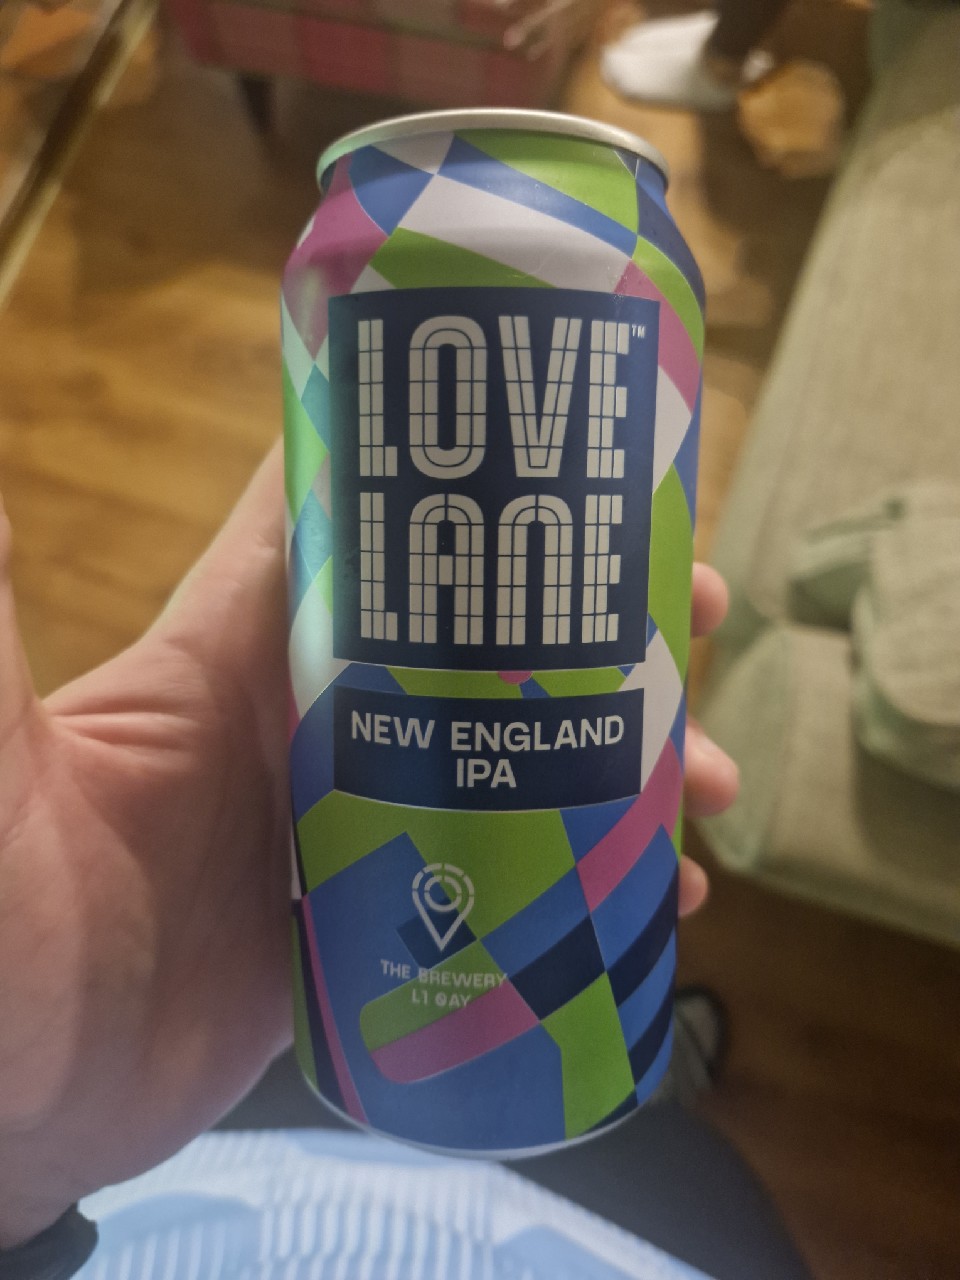 LOVE™
LANE
NEW ENGLAND
IPA
THE BREWERY
L1 0AY